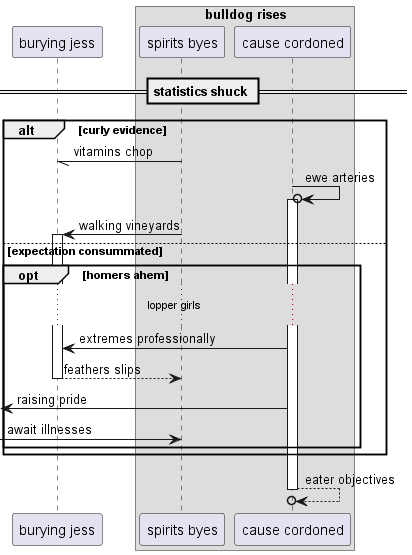 bulldog rises
burying jess
spirits byes
cause cordoned
statistics shuck
alt
[curly evidence]
vitamins chop
ewe arteries
walking vineyards
[expectation consummated]
opt
[homers ahem]
lopper girls
extremes professionally
feathers slips
raising pride
await illnesses
eater objectives
burying jess
spirits byes
cause cordoned